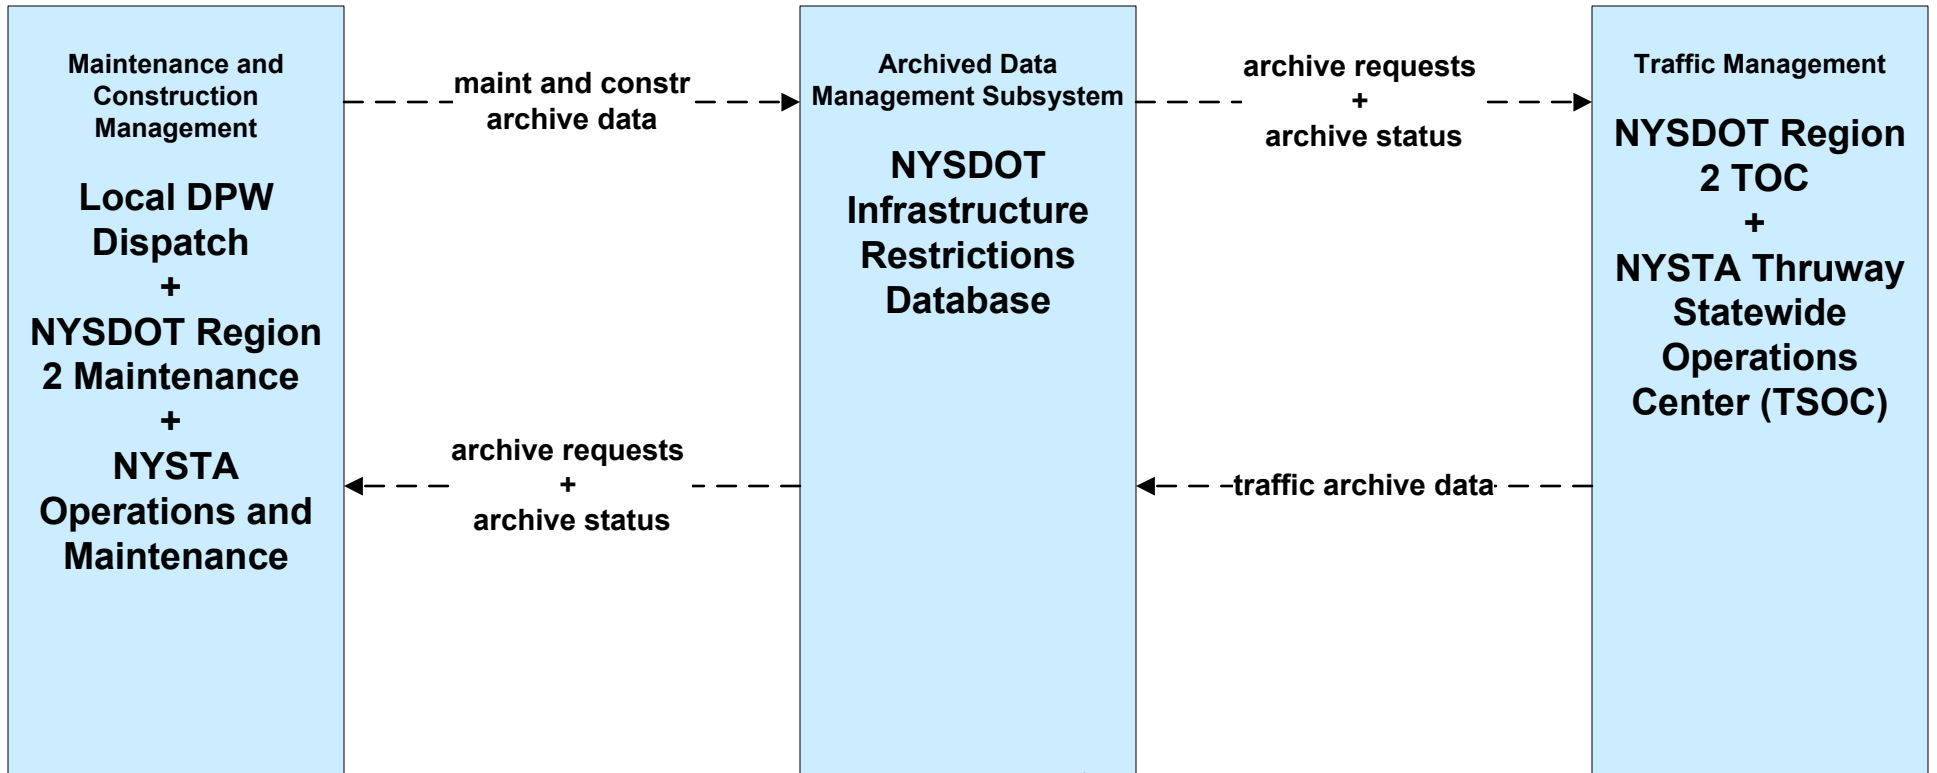 Maintenance and
Construction
Management
Local DPW
Dispatch
+
NYSDOT Region
2 Maintenance
+
NYSTA
Operations and
Maintenance
maint and constr
archive data
archive requests
+
archive status
Archived Data
Management Subsystem
NYSDOT
Infrastructure
Restrictions
Database
archive requests
+
archive status
traffic archive data
Traffic Management
NYSDOT Region
2 TOC
+
NYSTA Thruway
Statewide
Operations
Center (TSOC)